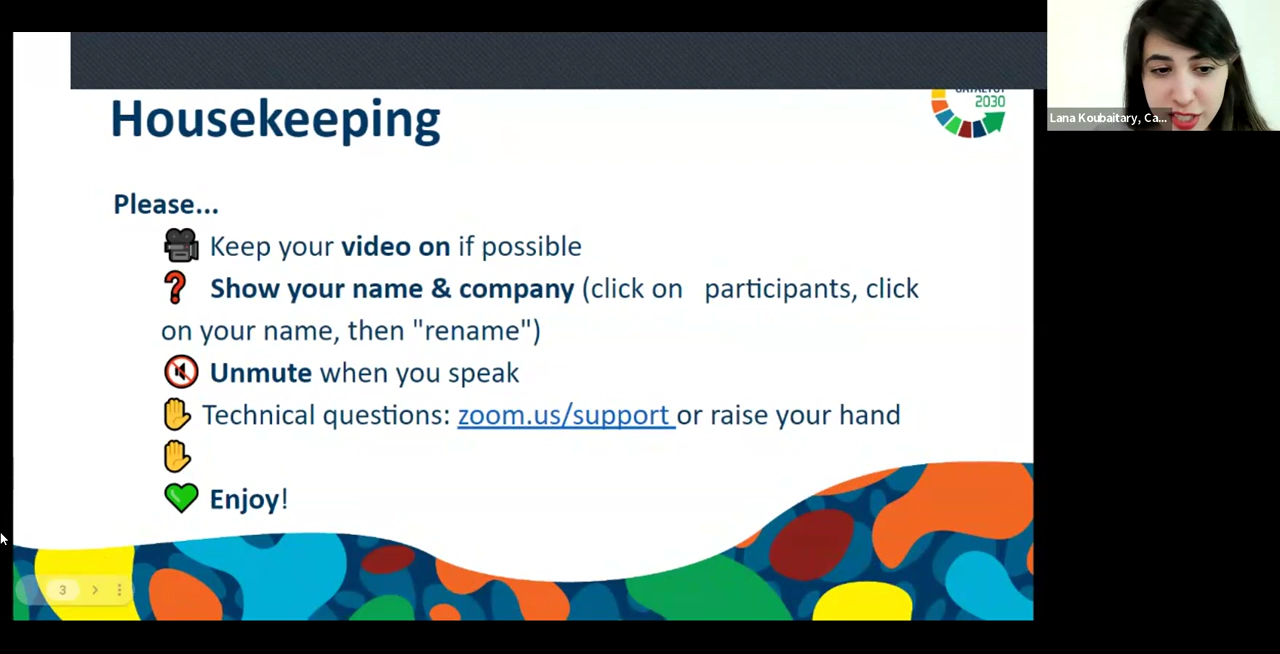 Housekeeping
2030
Lana Koubaitary, Ca...
Please...
Keep your video on if possible
Show your name & company (click on participants, click
on your name, then "rename")
Unmute when you speak
Technical questions: zoom.us/support or raise your hand
Enjoy!
3